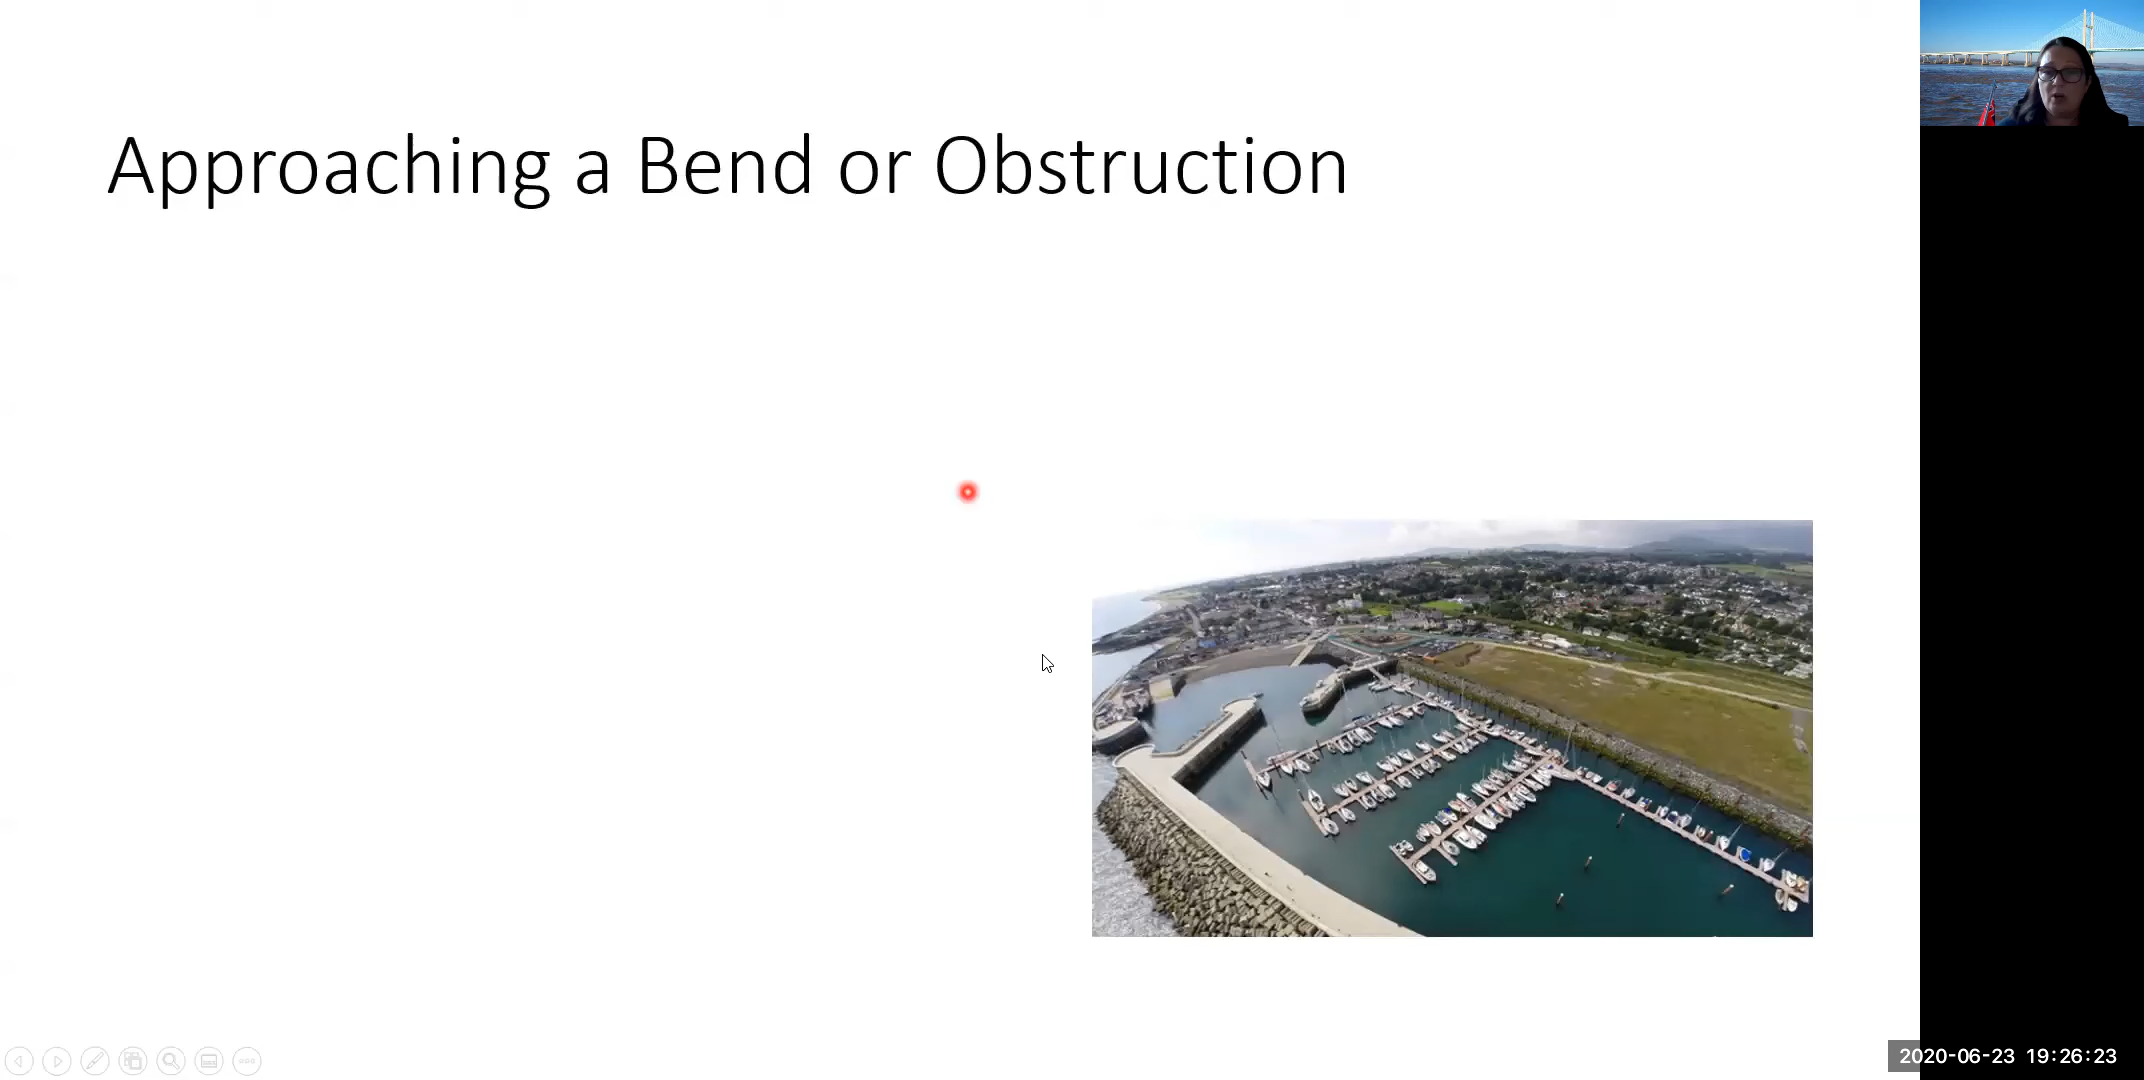 Approaching a Bend or Obstruction
2020-06-23 19:26:23